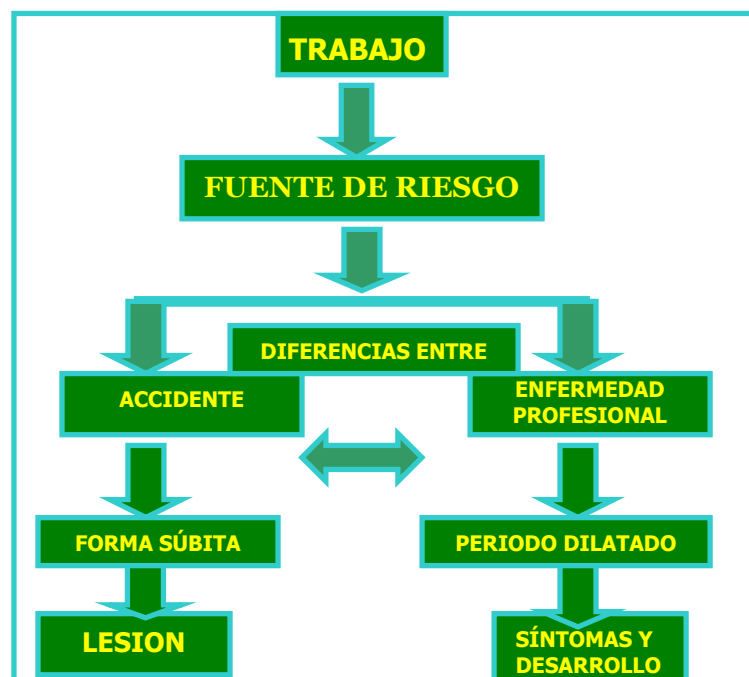 TRABAJO
FUENTE DE RIESGO
DIFERENCIAS ENTRE
ACCIDENTE
ENFERMEDAD
PROFESIONAL
FORMA SÚBITA
PERIODO DILATADO
LESION
SÍNTOMAS Y
DESARROLLO